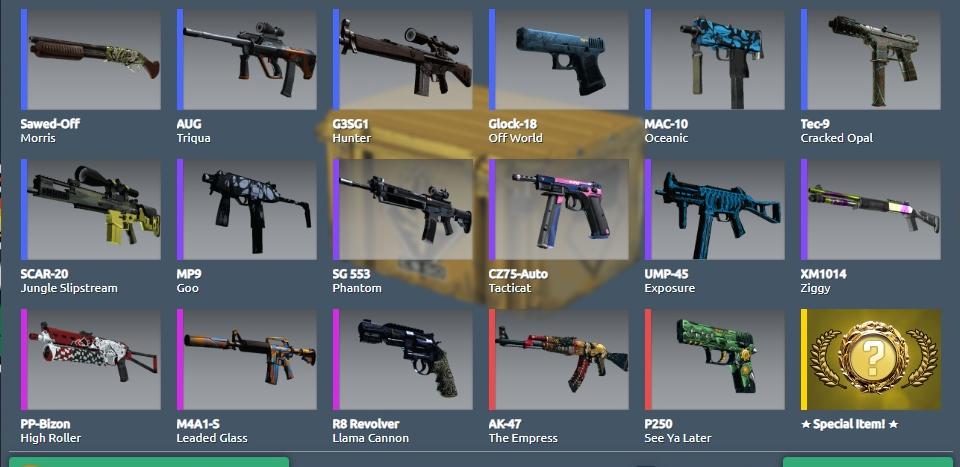 Sawed-Off
Morris
AUG
Triqua
G3SG1
Hunter
Glock-18
Off World
MAC-10
Oceanic
Tec-9
Cracked Opal
SCAR-20
Jungle Slipstream
MP9
Goo
SG 553
Phantom
CZ75-Auto
Tacticat
UMP-45
Exposure
XM1014
Ziggy
PP-Bizon
High Roller
M4A1-S
Leaded Glass
R8 Revolver
Llama Cannon
AK-47
The Empress
P250
See Ya Later
?
★ Special Item! ★